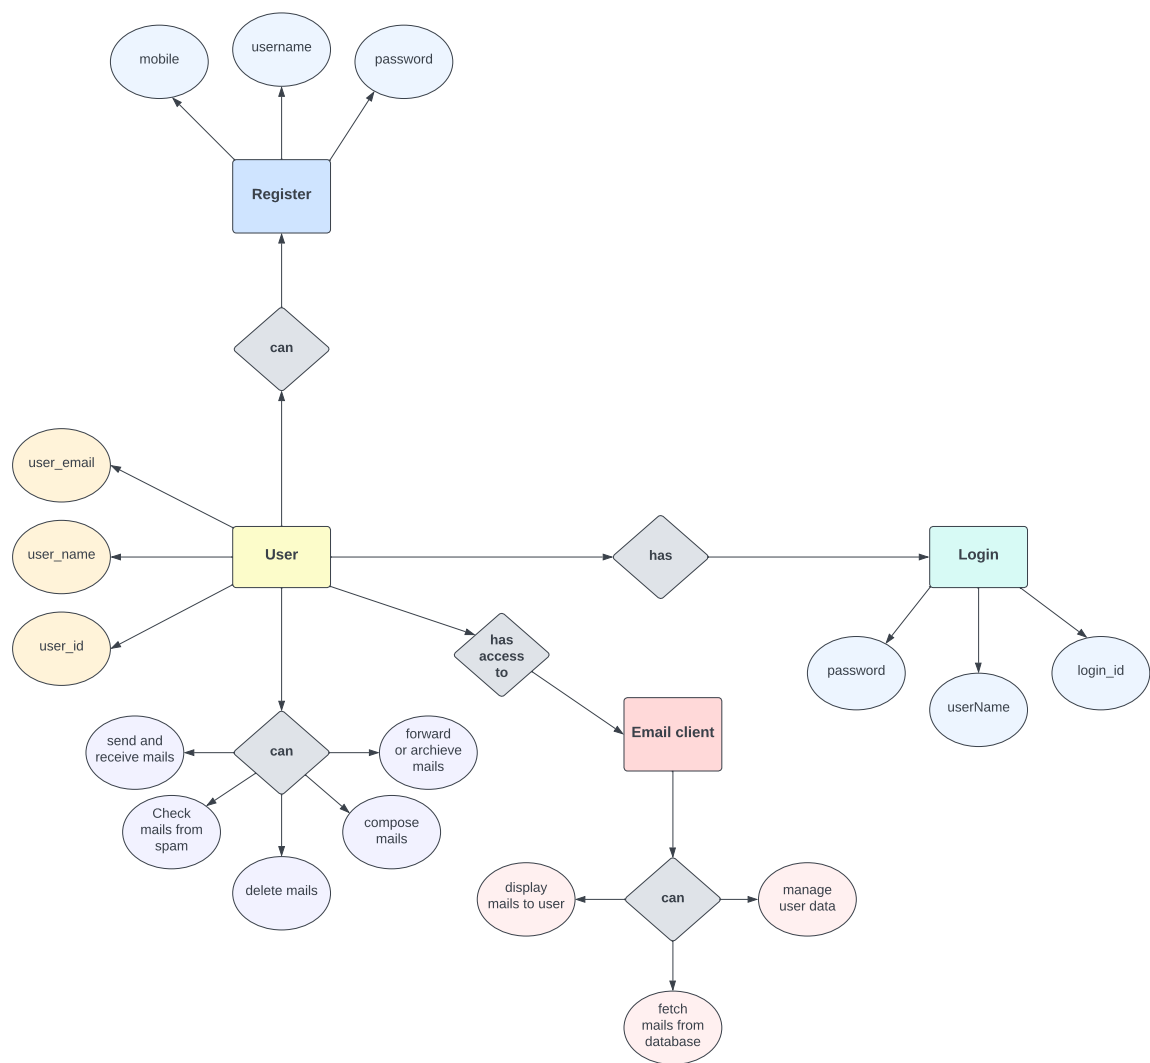 mobile
username
password
Register
can
user_email
user_name
user_id
User
has
Login
has
access
to
password
userName
login_id
Email client
can
send and
receive mails
forward
or archieve
mails
Check
mails from
spam
compose
mails
delete mails
can
display
mails to user
manage
user data
fetch
mails from
database